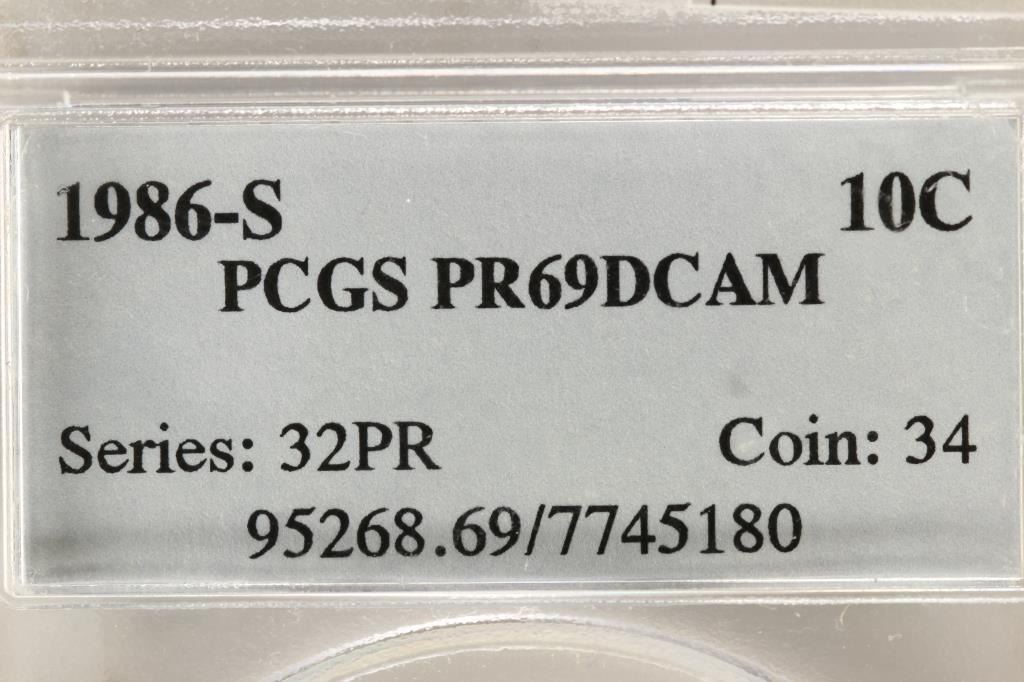 1986-S 10C
PCGS PR69DCAM
Series: 32PR Coin: 34
95268.69/7745180